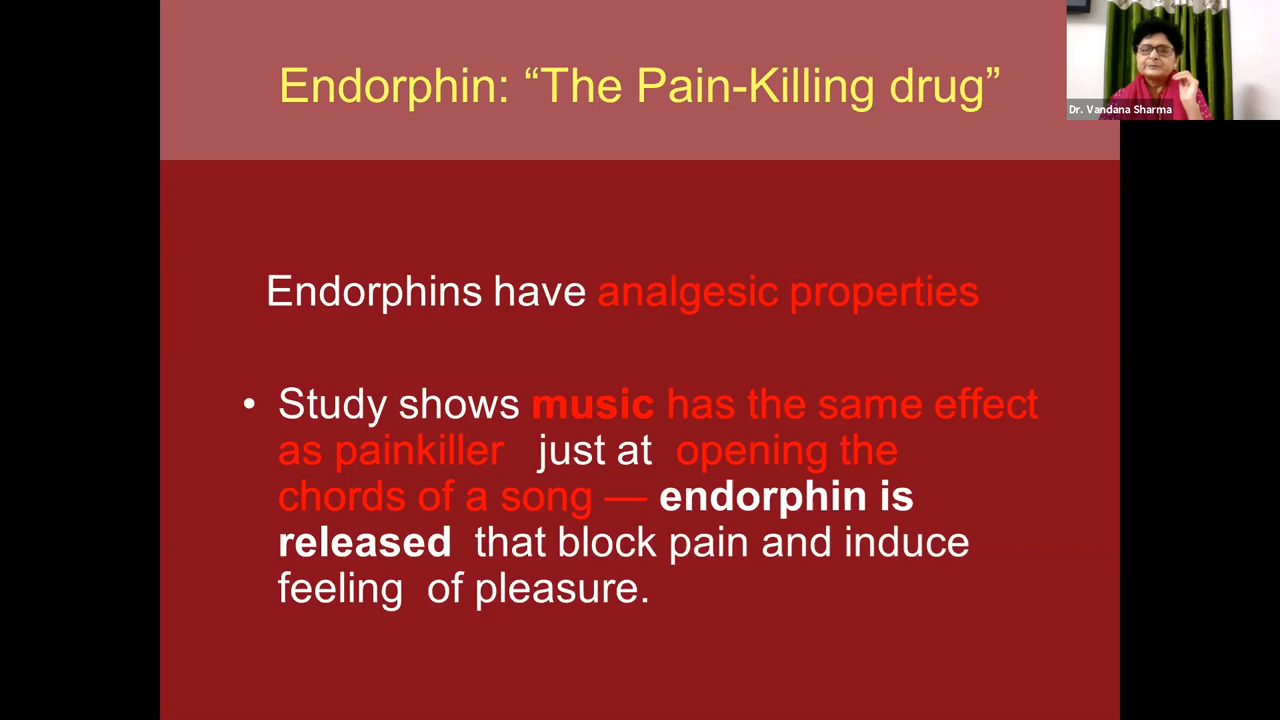 Endorphin: “The Pain-Killing drug”
Dr. Vandana Sharma
Endorphins have analgesic properties
• Study shows music has the same effect
as painkiller just at opening the
chords of a song — endorphin is
released that block pain and induce
feeling of pleasure.